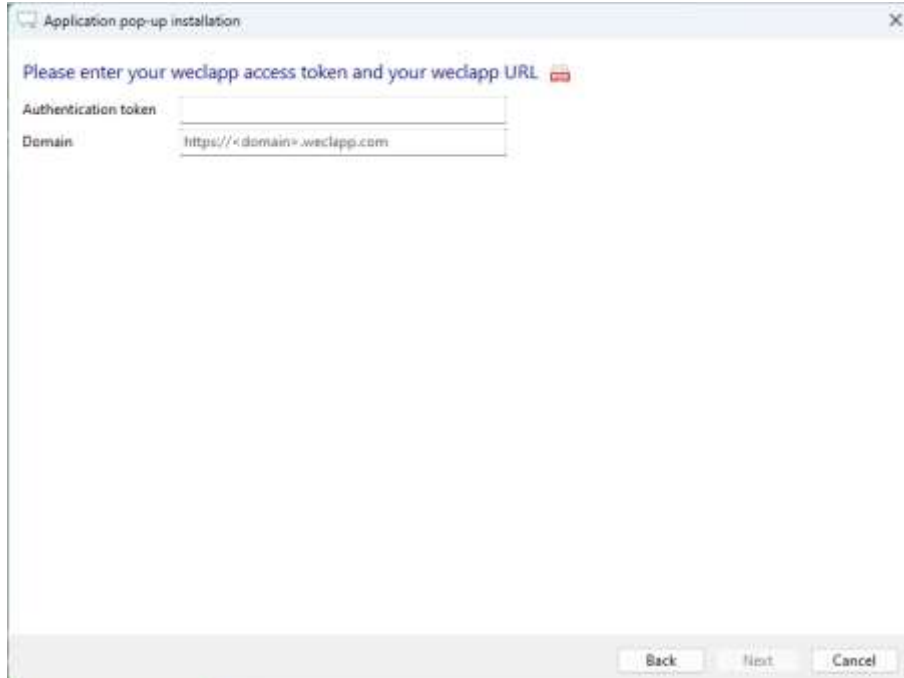 Application pop-up installation
Please enter your weclapp access token and your weclapp URL
Authentication token
Domain https://<domain>.weclapp.com
Back Next Cancel